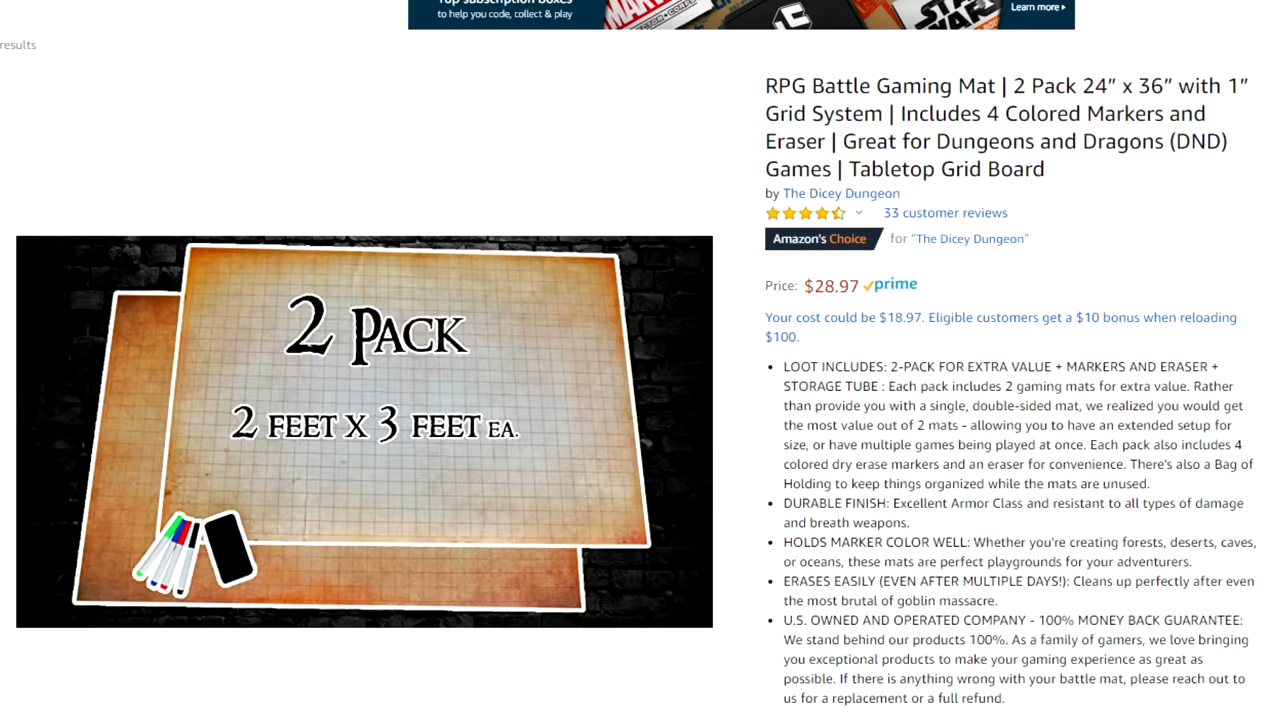 Top subscription boxes
to help you code, collect & play
Learn more
STAR
results
RPG Battle Gaming Mat | 2 Pack 24” x 36” with 1”
Grid System | Includes 4 Colored Markers and
Eraser | Great for Dungeons and Dragons (DND)
Games | Tabletop Grid Board
by The Dicey Dungeon
33 customer reviews
Amazon's Choice for "The Dicey Dungeon"
Price: $28.97 prime
Your cost could be $18.97. Eligible customers get a $10 bonus when reloading
$100.
2 PACK
2 FEET X 3 FEET EA.
• LOOT INCLUDES: 2-PACK FOR EXTRA VALUE + MARKERS AND ERASER +
STORAGE TUBE : Each pack includes 2 gaming mats for extra value. Rather
than provide you with a single, double-sided mat, we realized you would get
the most value out of 2 mats - allowing you to have an extended setup for
size, or have multiple games being played at once. Each pack also includes 4
colored dry erase markers and an eraser for convenience. There's also a Bag of
Holding to keep things organized while the mats are unused.
• DURABLE FINISH: Excellent Armor Class and resistant to all types of damage
and breath weapons.
• HOLDS MARKER COLOR WELL: Whether you're creating forests, deserts, caves,
or oceans, these mats are perfect playgrounds for your adventurers.
• ERASES EASILY (EVEN AFTER MULTIPLE DAYS!): Cleans up perfectly after even
the most brutal of goblin massacre.
• U.S. OWNED AND OPERATED COMPANY - 100% MONEY BACK GUARANTEE:
We stand behind our products 100%. As a family of gamers, we love bringing
you exceptional products to make your gaming experience as great as
possible. If there is anything wrong with your battle mat, please reach out to
us for a replacement or a full refund.